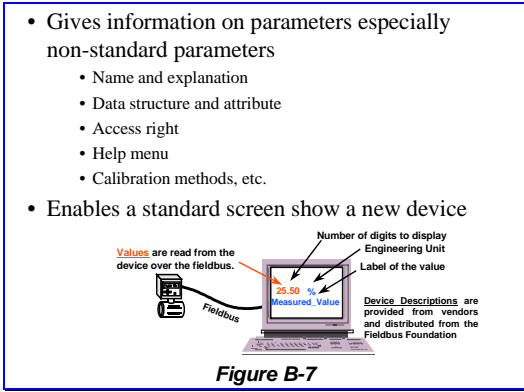 • Gives information on parameters especially
non-standard parameters
• Name and explanation
• Data structure and attribute
• Access right
• Help menu
• Calibration methods, etc.
• Enables a standard screen show a new device
Number of digits to display
Values are read from the
device over the fieldbus.
Engineering Unit
Label of the value
25.50 %
Measured_Value
Fieldbus
Device Descriptions are
provided from vendors
and distributed from the
Fieldbus Foundation
Figure B-7